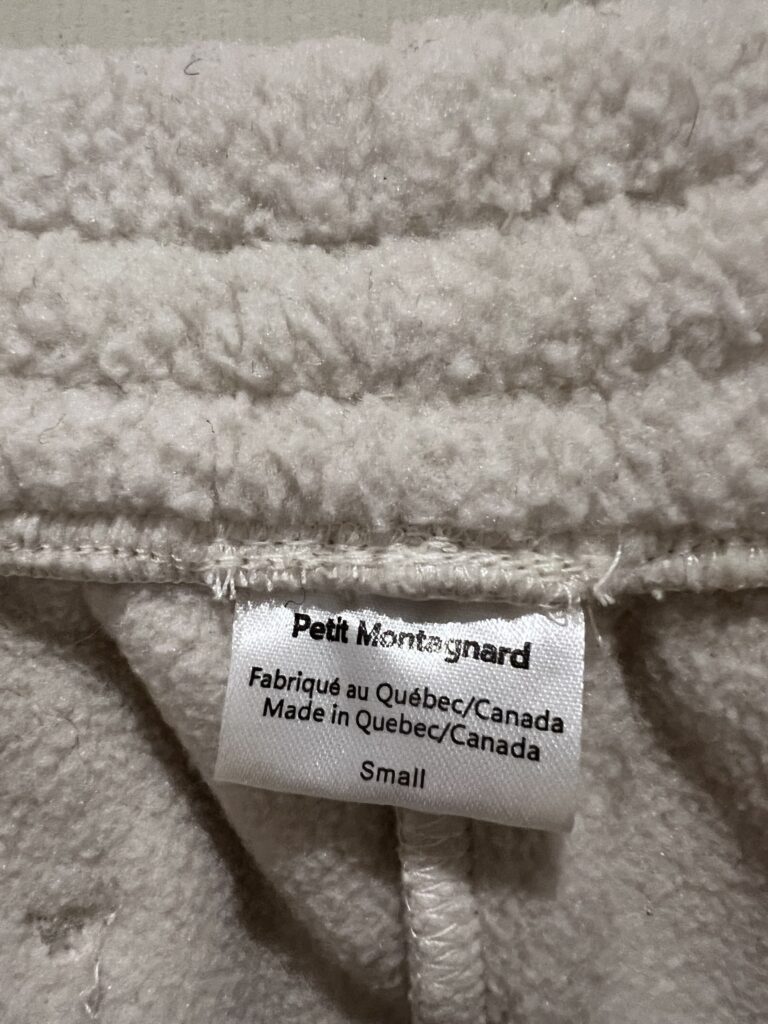 Petit Montagnard
Fabriqué au Québec/Canada
Made in Quebec/Canada
Small